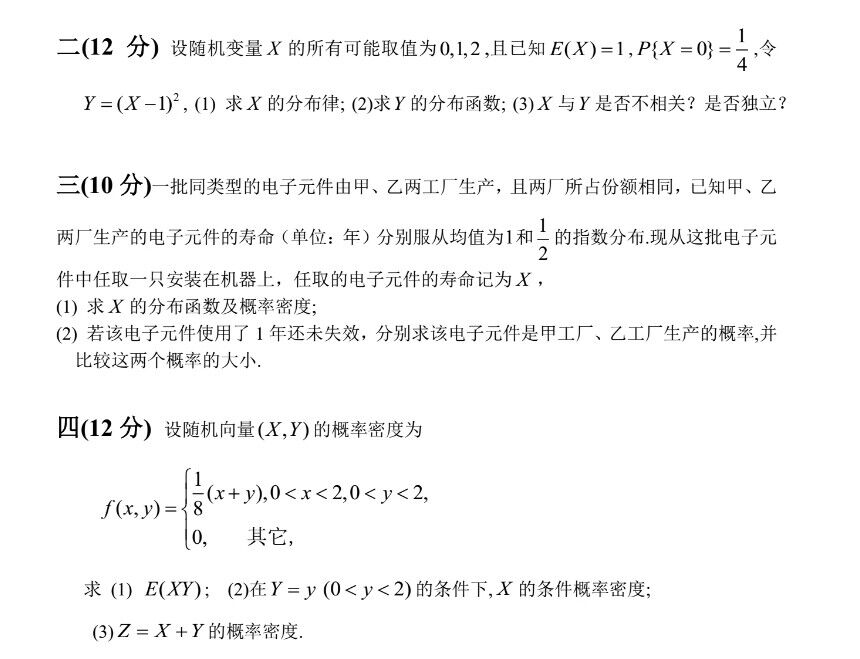 二(12 分) 设随机变量 X 的所有可能取值为 0,1,2 ,且已知 E(X)=1 , P{X=0}=1/4 ,令
Y=(X−1)², (1) 求 X 的分布律; (2)求Y 的分布函数; (3) X 与Y 是否不相关？是否独立？
三(10 分)一批同类型的电子元件由甲、乙两工厂生产，且两厂所占份额相同，已知甲、乙
两厂生产的电子元件的寿命（单位：年）分别服从均值为1和 1/2 的指数分布.现从这批电子元
件中任取一只安装在机器上，任取的电子元件的寿命记为 X ，
(1) 求 X 的分布函数及概率密度;
(2) 若该电子元件使用了 1 年还未失效，分别求该电子元件是甲工厂、乙工厂生产的概率,并
比较这两个概率的大小.
四(12 分) 设随机向量(X,Y)的概率密度为
f(x,y)={1/8(x+y),0<x<2,0<y<2,
0, 其它,
求 (1) E(XY); (2)在Y=y (0<y<2)的条件下, X 的条件概率密度;
(3) Z=X+Y的概率密度.